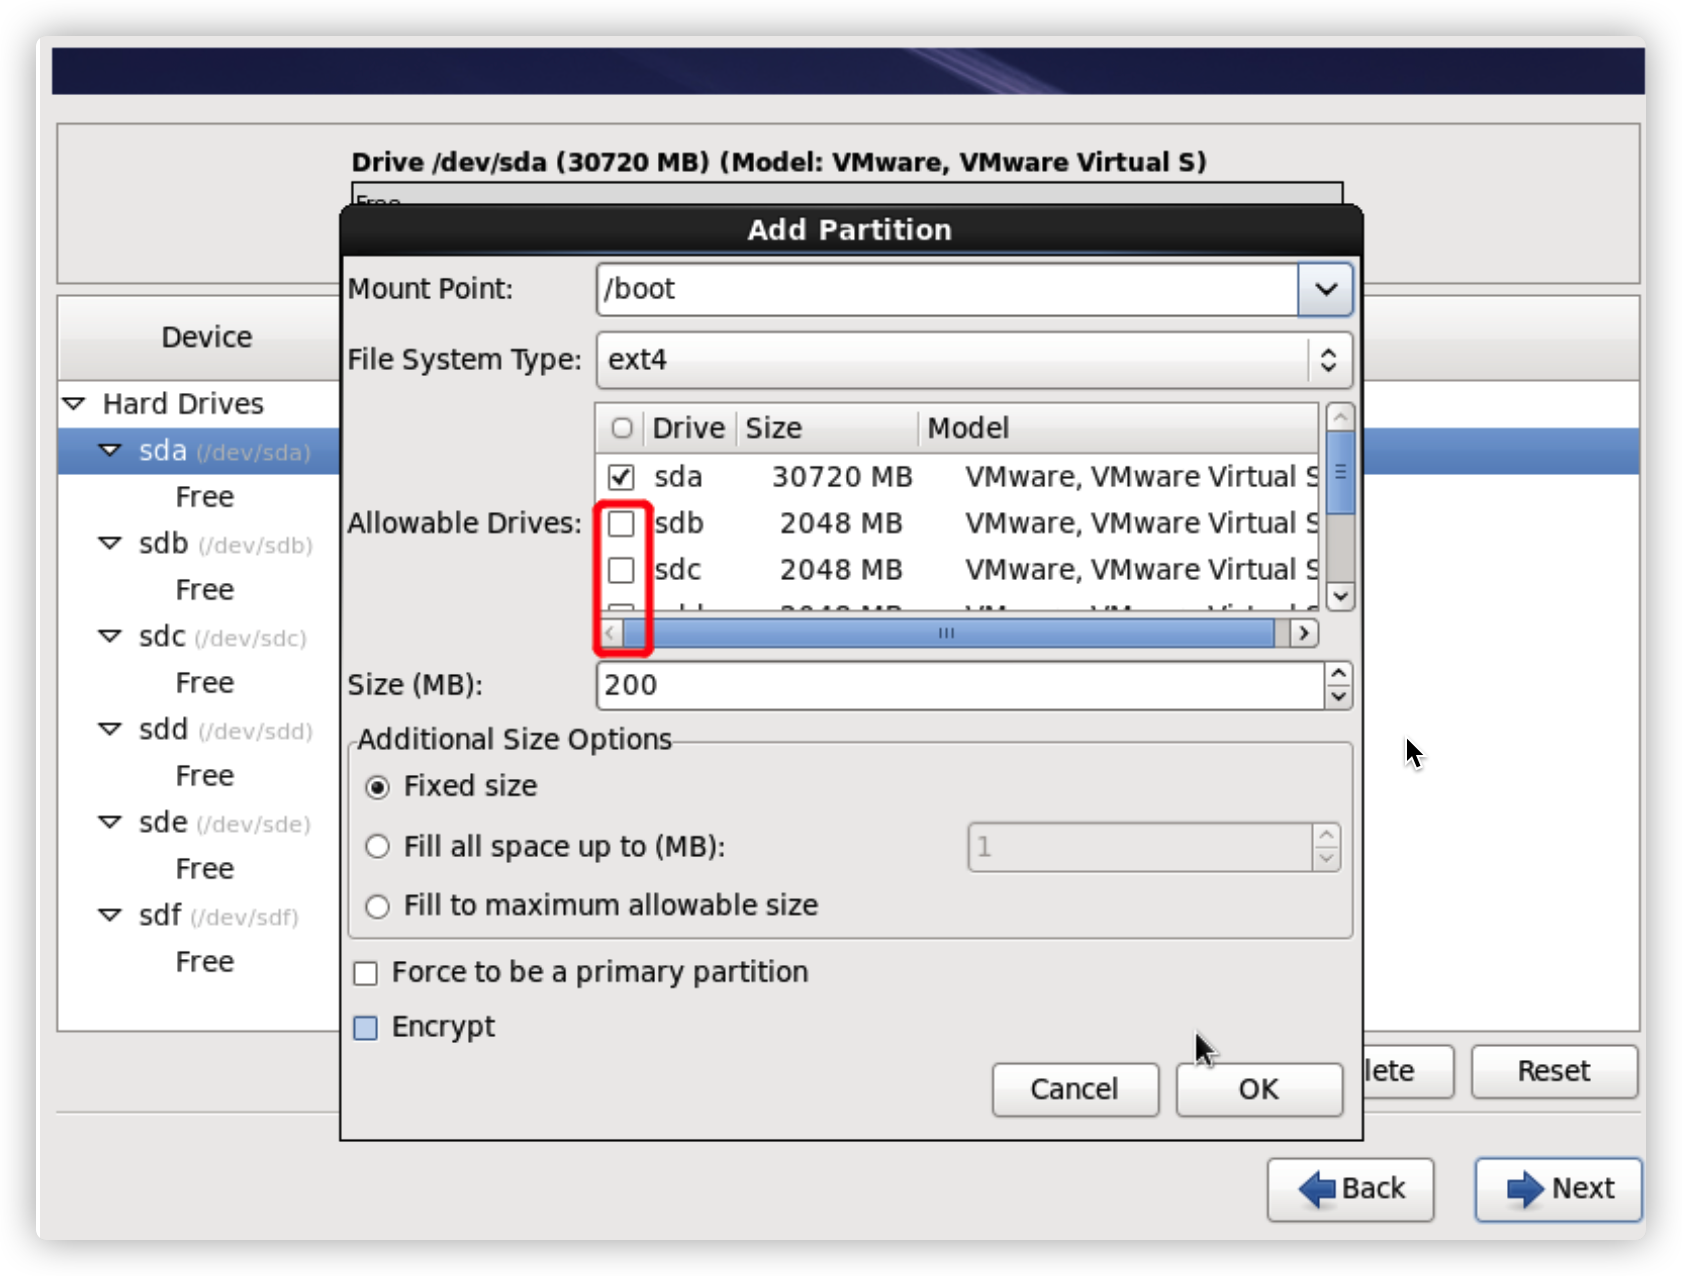 Drive /dev/sda (30720 MB) (Model: VMware, VMware Virtual S)
Free
Add Partition
Mount Point: /boot
File System Type: ext4
Device
Hard Drives
sda (/dev/sda)
Free
sdb (/dev/sdb)
Free
sdc (/dev/sdc)
Free
sdd (/dev/sdd)
Free
sde (/dev/sde)
Free
sdf (/dev/sdf)
Free
Allowable Drives:
Drive Size Model
sda 30720 MB VMware, VMware Virtual S
sdb 2048 MB VMware, VMware Virtual S
sdc 2048 MB VMware, VMware Virtual S
Size (MB): 200
Additional Size Options
Fixed size
Fill all space up to (MB): 1
Fill to maximum allowable size
Force to be a primary partition
Encrypt
Cancel OK
lete Reset
Back Next